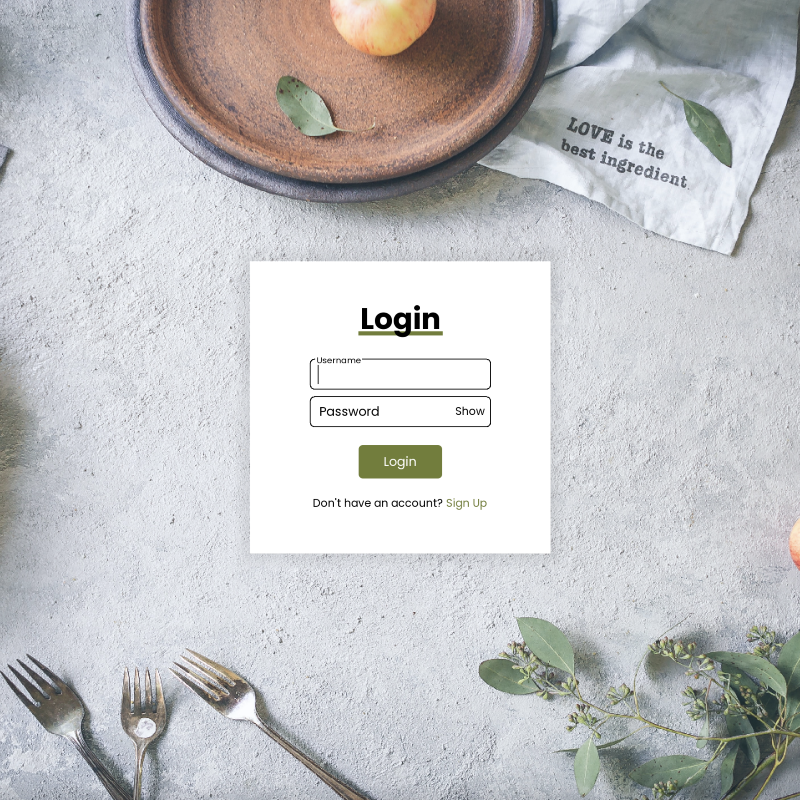 LOVE is the
best ingredient.
Login
Username
Password Show
Login
Don't have an account? Sign Up